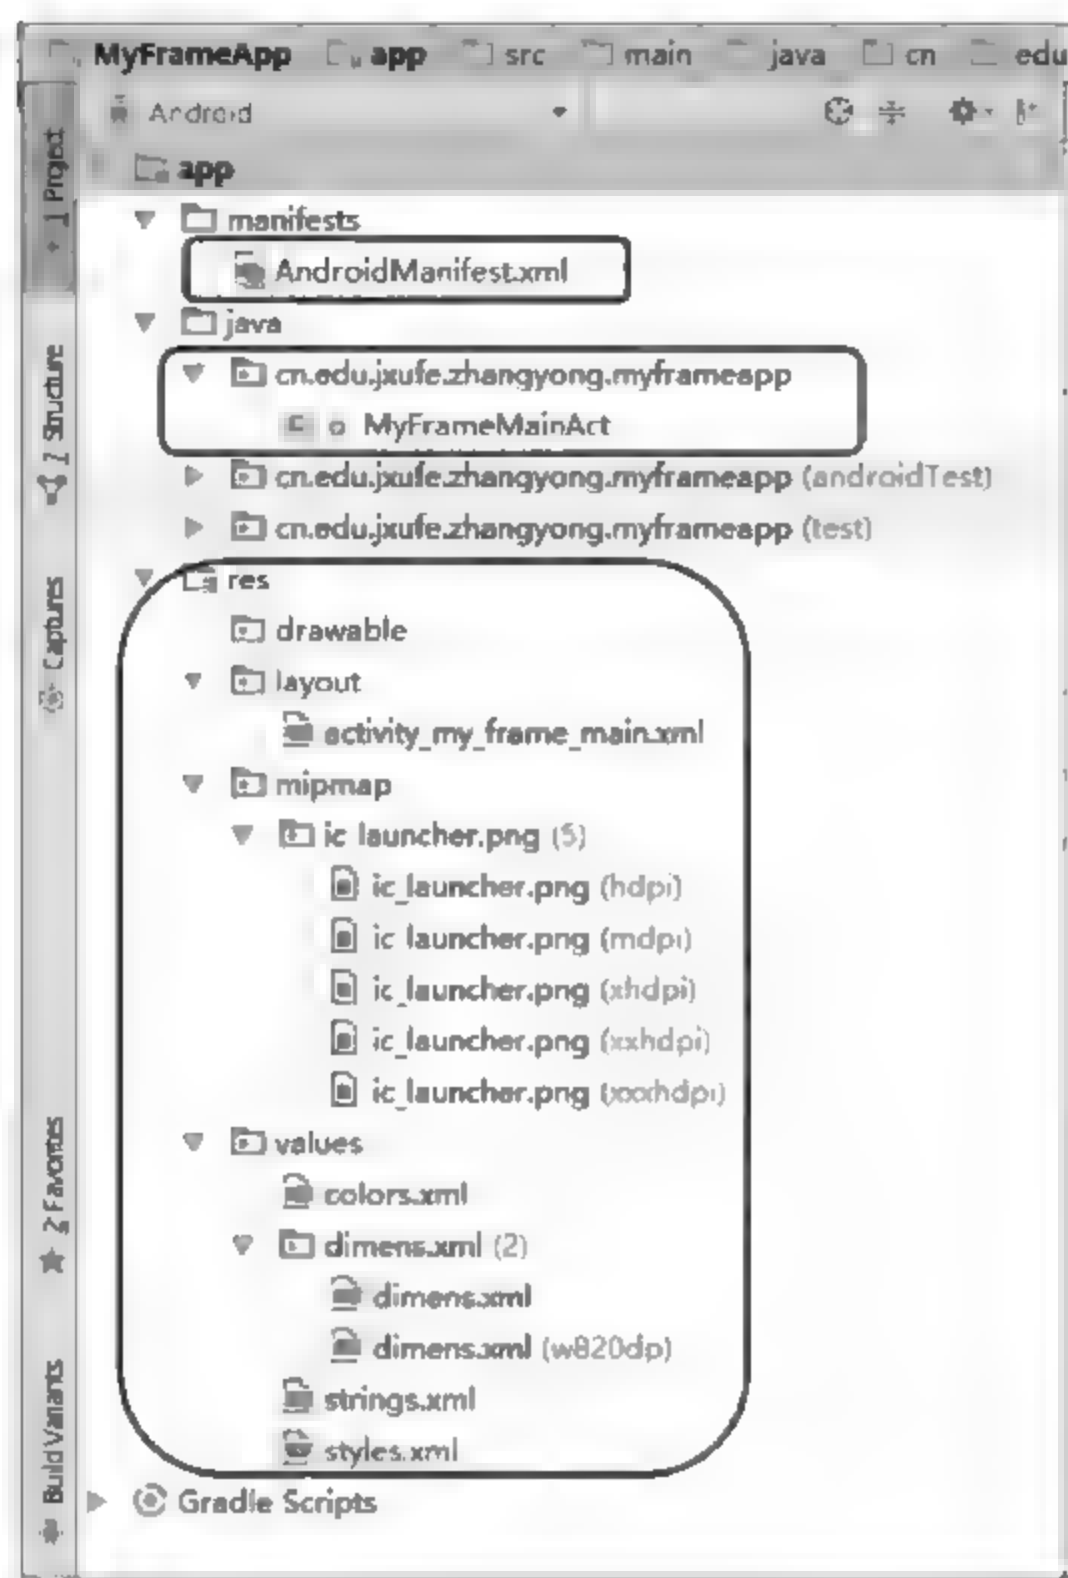 MyFrameApp app src main java cn edu
Android
1: Project
app
manifests
AndroidManifest.xml
java
cn.edu.jxufe.zhangyong.myframeapp
MyFrameMainAct
cn.edu.jxufe.zhangyong.myframeapp (androidTest)
cn.edu.jxufe.zhangyong.myframeapp (test)
7: Structure
res
drawable
layout
activity_my_frame_main.xml
Captures
mipmap
ic_launcher.png (5)
ic_launcher.png (hdpi)
ic_launcher.png (mdpi)
ic_launcher.png (xhdpi)
ic_launcher.png (xxhdpi)
ic_launcher.png (xxxhdpi)
values
colors.xml
dimens.xml (2)
2: Favorites
dimens.xml
dimens.xml (w820dp)
strings.xml
styles.xml
Build Variants
Gradle Scripts